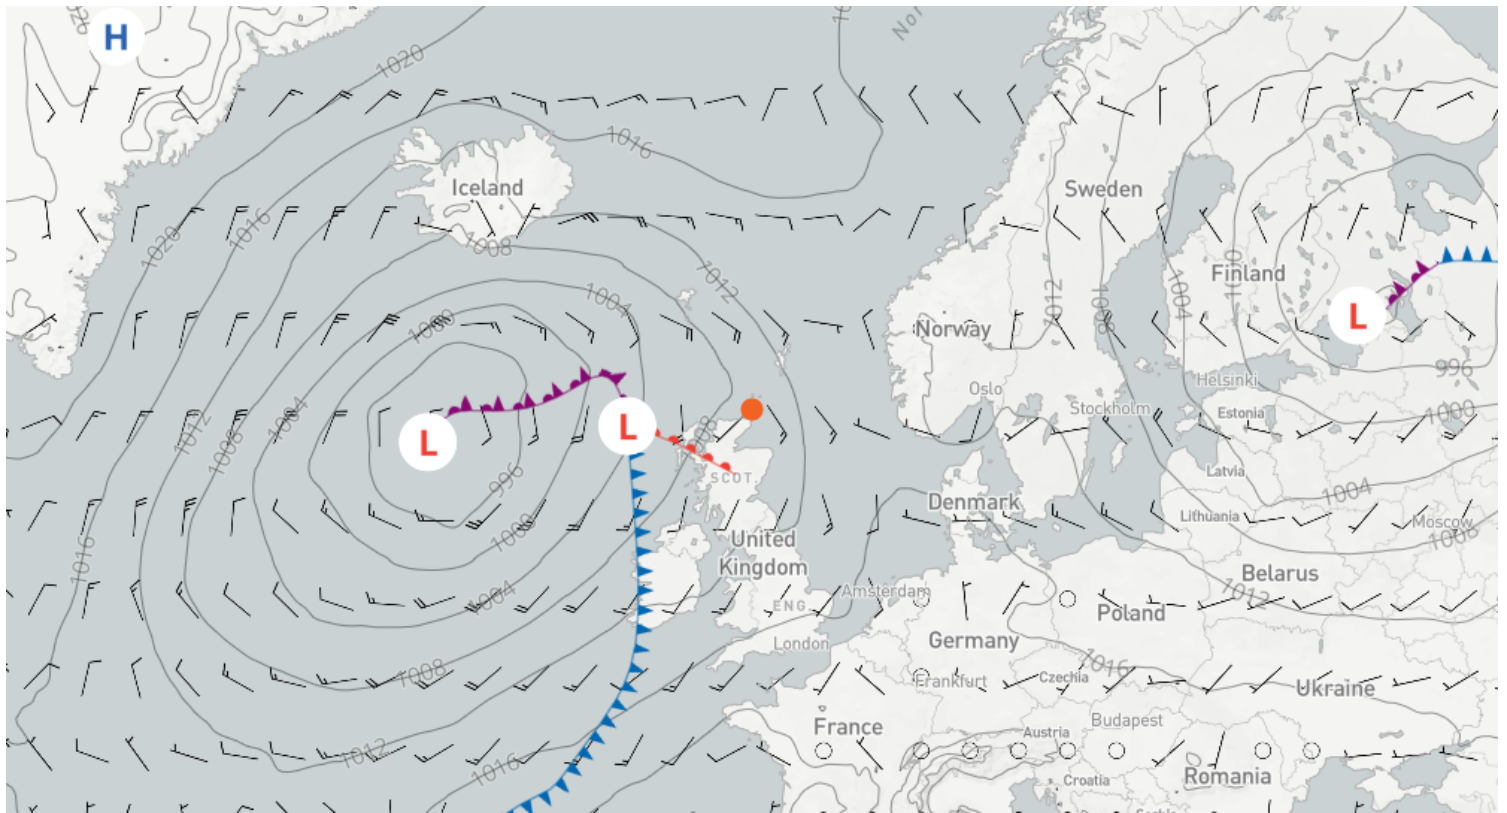 1020
H
Nor
1020
1016
Iceland
Sweden
1016
1020
1008
1012
Finland
1010
1004
1012
1004
1008
1000
Norway
L
996
Helsinki
Oslo
Stockholm
Estonia
1000
1012
1004
1008
L
L
1008
Latvia
SCOT.
996
1004
Denmark
Lithuania
Moscow
1000
United
Kingdom
1008
1016
Belarus
1004
Amsterdam
1012
ENG.
Poland
London
Germany
1008
1016
Frankfurt
Czechia
Ukraine
France
Budapest
Austria
1012
1016
Croatia
Romania